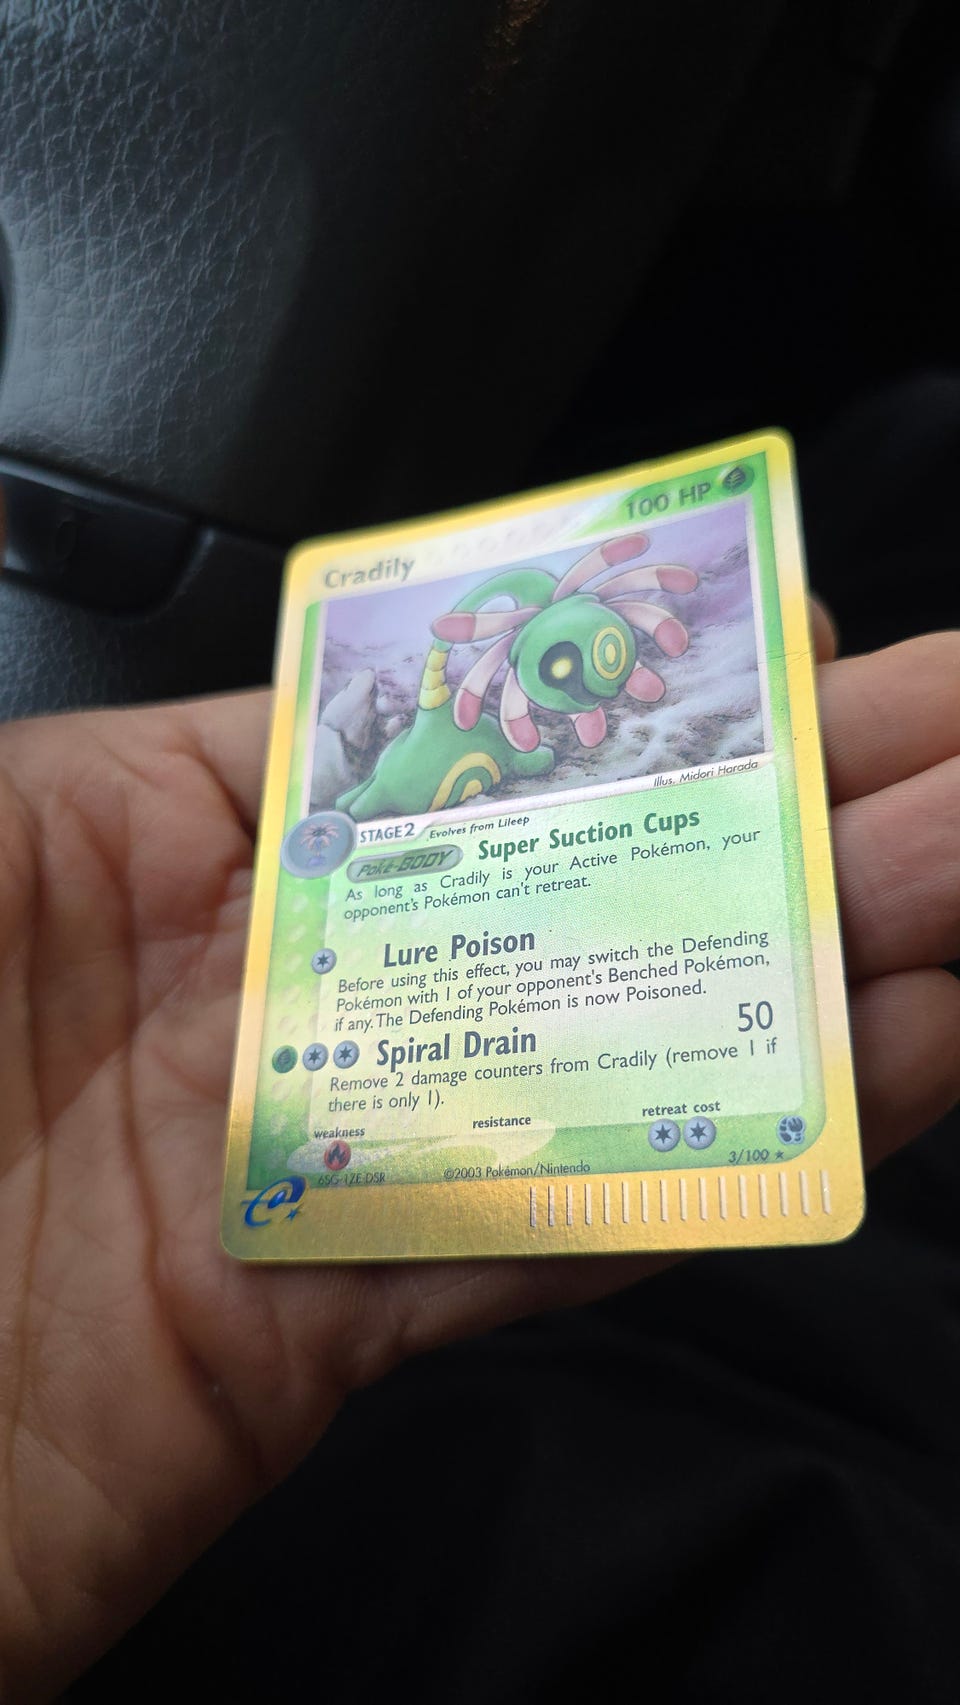 100 HP
Cradily
Illus. Midori Harada
STAGE2 Evolves from Lileep
Poké-BODY Super Suction Cups
As long as Cradily is your Active Pokémon, your
opponent's Pokémon can't retreat.
Lure Poison
Before using this effect, you may switch the Defending
Pokémon with 1 of your opponent's Benched Pokémon,
if any. The Defending Pokémon is now Poisoned.
Spiral Drain 50
Remove 2 damage counters from Cradily (remove 1 if
there is only 1).
weakness resistance retreat cost
6SG-1ZE-DSR ©2003 Pokémon/Nintendo 3/100 ★
e